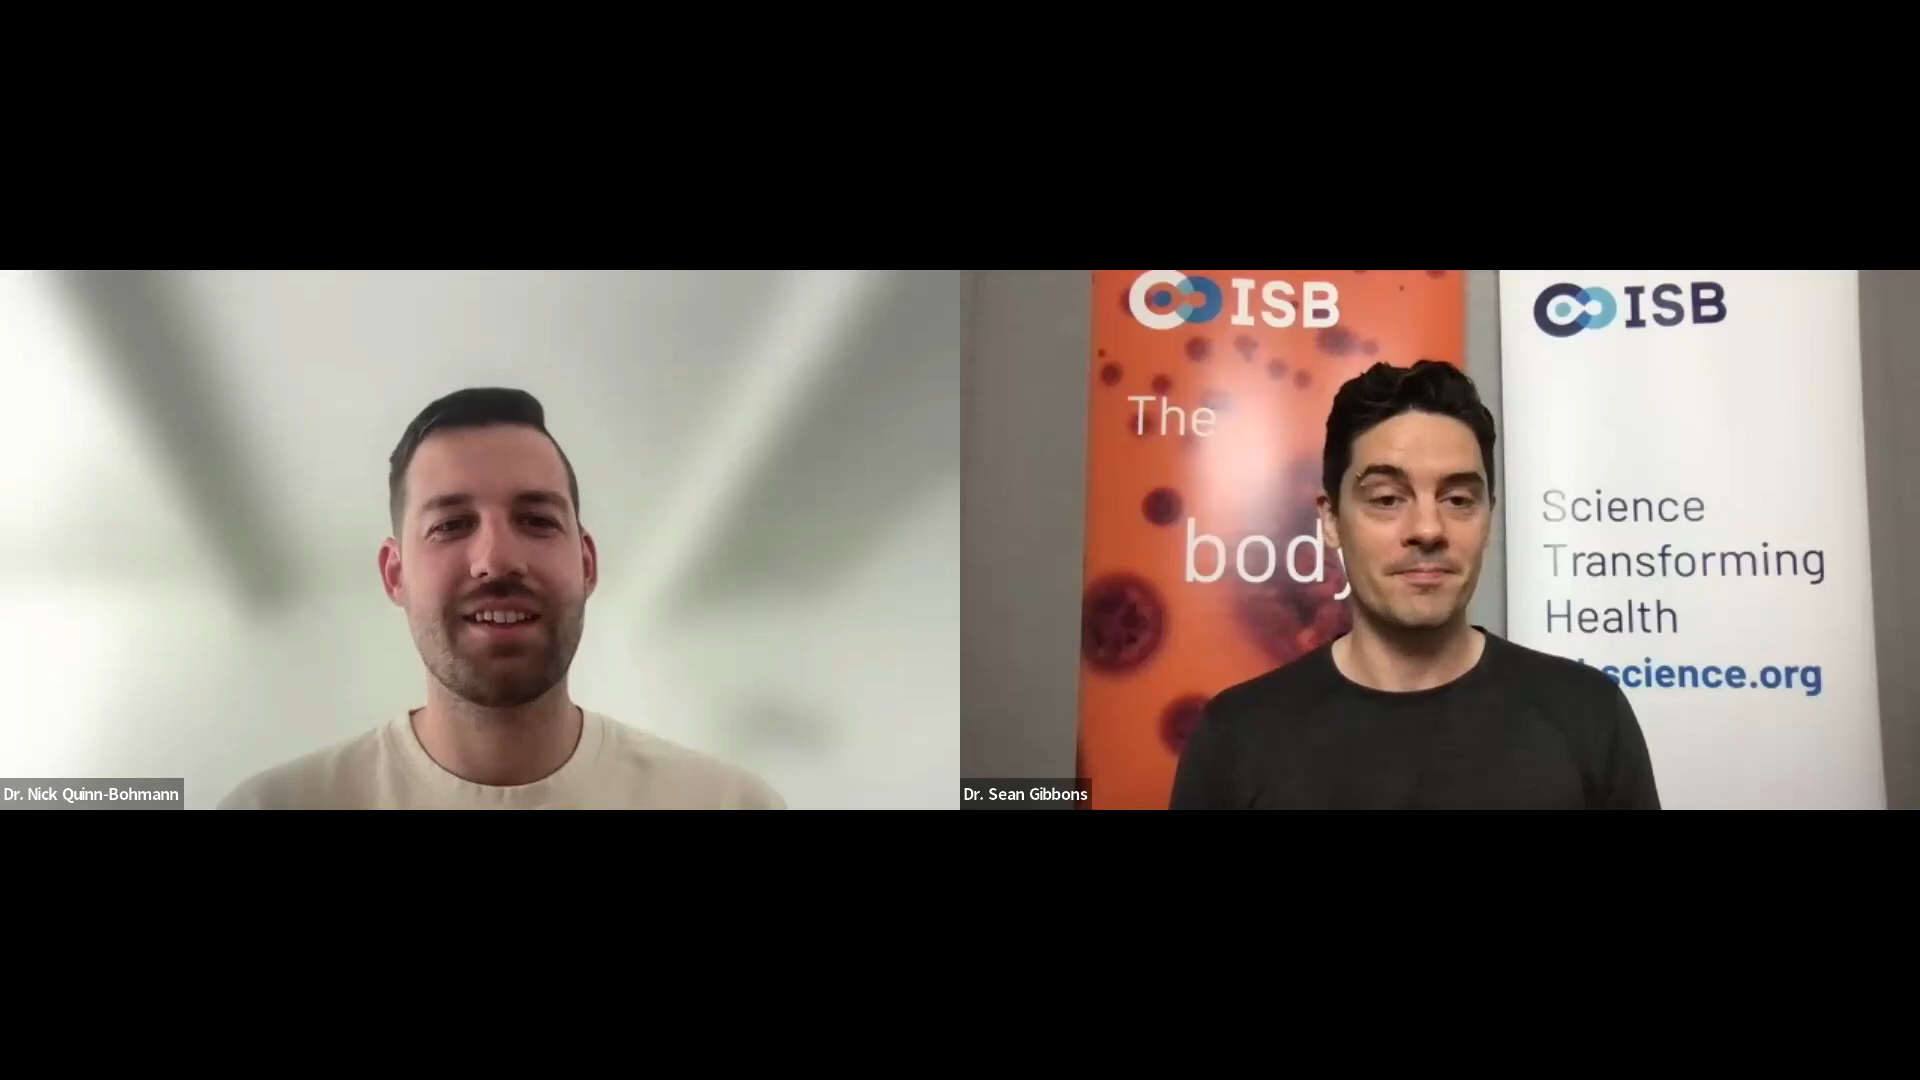 ISB
The
body
ISB
Science
Transforming
Health
science.org
Dr. Nick Quinn-Bohmann
Dr. Sean Gibbons